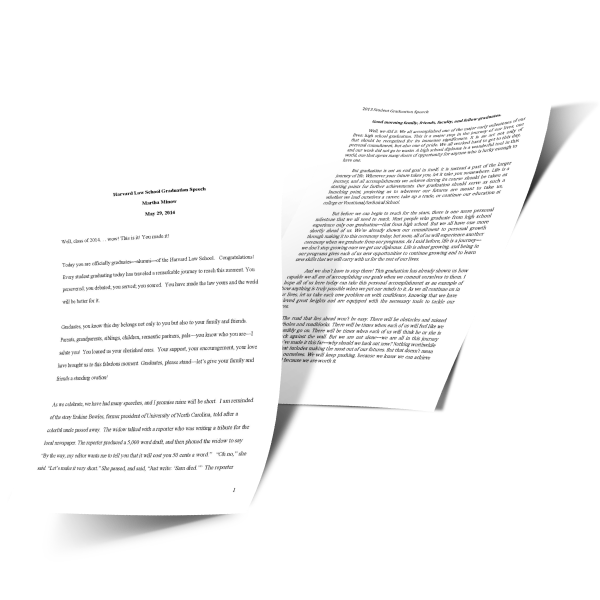 Harvard Law School Graduation Speech
Martha Minow
May 29, 2014
Well, class of 2014 . . . wow! This is it! You made it!
Today you are officially graduates—alumni—of the Harvard Law School. Congratulations!
Every student graduating today has traveled a remarkable journey to reach this moment. You
persevered; you debated, you served; you soared. You have made the law yours and the world
will be better for it.
Graduates, you know this day belongs not only to you but also to your family and friends.
Parents, grandparents, siblings, children, romantic partners, pals—you know who you are—I
salute you! You loaned us your cherished ones. Your support, your encouragement, your love
have brought us to this fabulous moment. Graduates, please stand—let's give your family and
friends a standing ovation!
As we celebrate, we have had many speeches, and I promise mine will be short. I am reminded
of the story Erskine Bowles, former president of University of North Carolina, told after a
colorful uncle passed away. The widow talked with a reporter who was writing a tribute for the
local newspaper. The reporter produced a 5,000 word draft, and then phoned the widow to say
"By the way, my editor wants me to tell you that it will cost you 50 cents a word." "Oh no," she
said. "Let's make it very short." She paused, and said, "Just write: 'Sam died.'" The reporter
1
2013 Student Graduation Speech
Good morning family, friends, faculty, and fellow graduates.
Well, we did it. We all accomplished one of the major early milestones of our
lives: high school graduation. This is a major step in the journey of our lives, one
that should be recognized for its immense significance. It is an act not only of
personal commitment, but also one of pride. We all worked hard to get to this day,
and our work did not go to waste. A high school diploma is a wonderful tool in this
world, one that opens many doors of opportunity for anyone who is lucky enough to
have one.
But graduation is not an end goal in itself; it is instead a part of the larger
journey of life. Wherever your future takes you, let it take you somewhere. Life is a
journey, and all accomplishments we achieve during its course should be taken as
starting points for further achievements. Our graduation should serve as such a
launching point, projecting us to wherever our futures are meant to take us,
whether we lead ourselves a career, take up a trade, or continue our education at
college or Vocational/technical School.
But before we can begin to reach for the stars, there is one more personal
milestone that we all need to reach. Most people who graduate from high school
experience only one graduation—that from high school. But we all have one more
shortly ahead of us. We've already shown our commitment to personal growth
through making it to this ceremony today, but soon, all of us will experience another
ceremony when we graduate from our programs. As I said before, life is a journey—
we don't stop growing once we get our diploma. Life is about growing, and being in
our programs gives each of us new opportunities to continue growing and to learn
new skills that we will carry with us for the rest of our lives.
And we don't have to stop there! This graduation has already shown us how
capable we are all of accomplishing our goals when we commit ourselves to them. I
hope all of us here today can take this personal accomplishment as an example of
how anything is truly possible when we put our minds to it. As we all continue on in
lives, let us take each new problem on with confidence, knowing that we have
loved great heights and are equipped with the necessary tools to tackle our
The road that lies ahead won't be easy. There will be obstacles and missed
and roadblocks. There will be times when each of us will feel like we
go on. There will be times when each of us will think he or she is
against the wall. But we are not alone—we are all in this journey
made it this far—why should we back out now? Nothing worthwhile
includes making the most out of our futures. But that doesn't mean
ourselves. We will keep pushing, because we know we can achieve
because we are worth it.